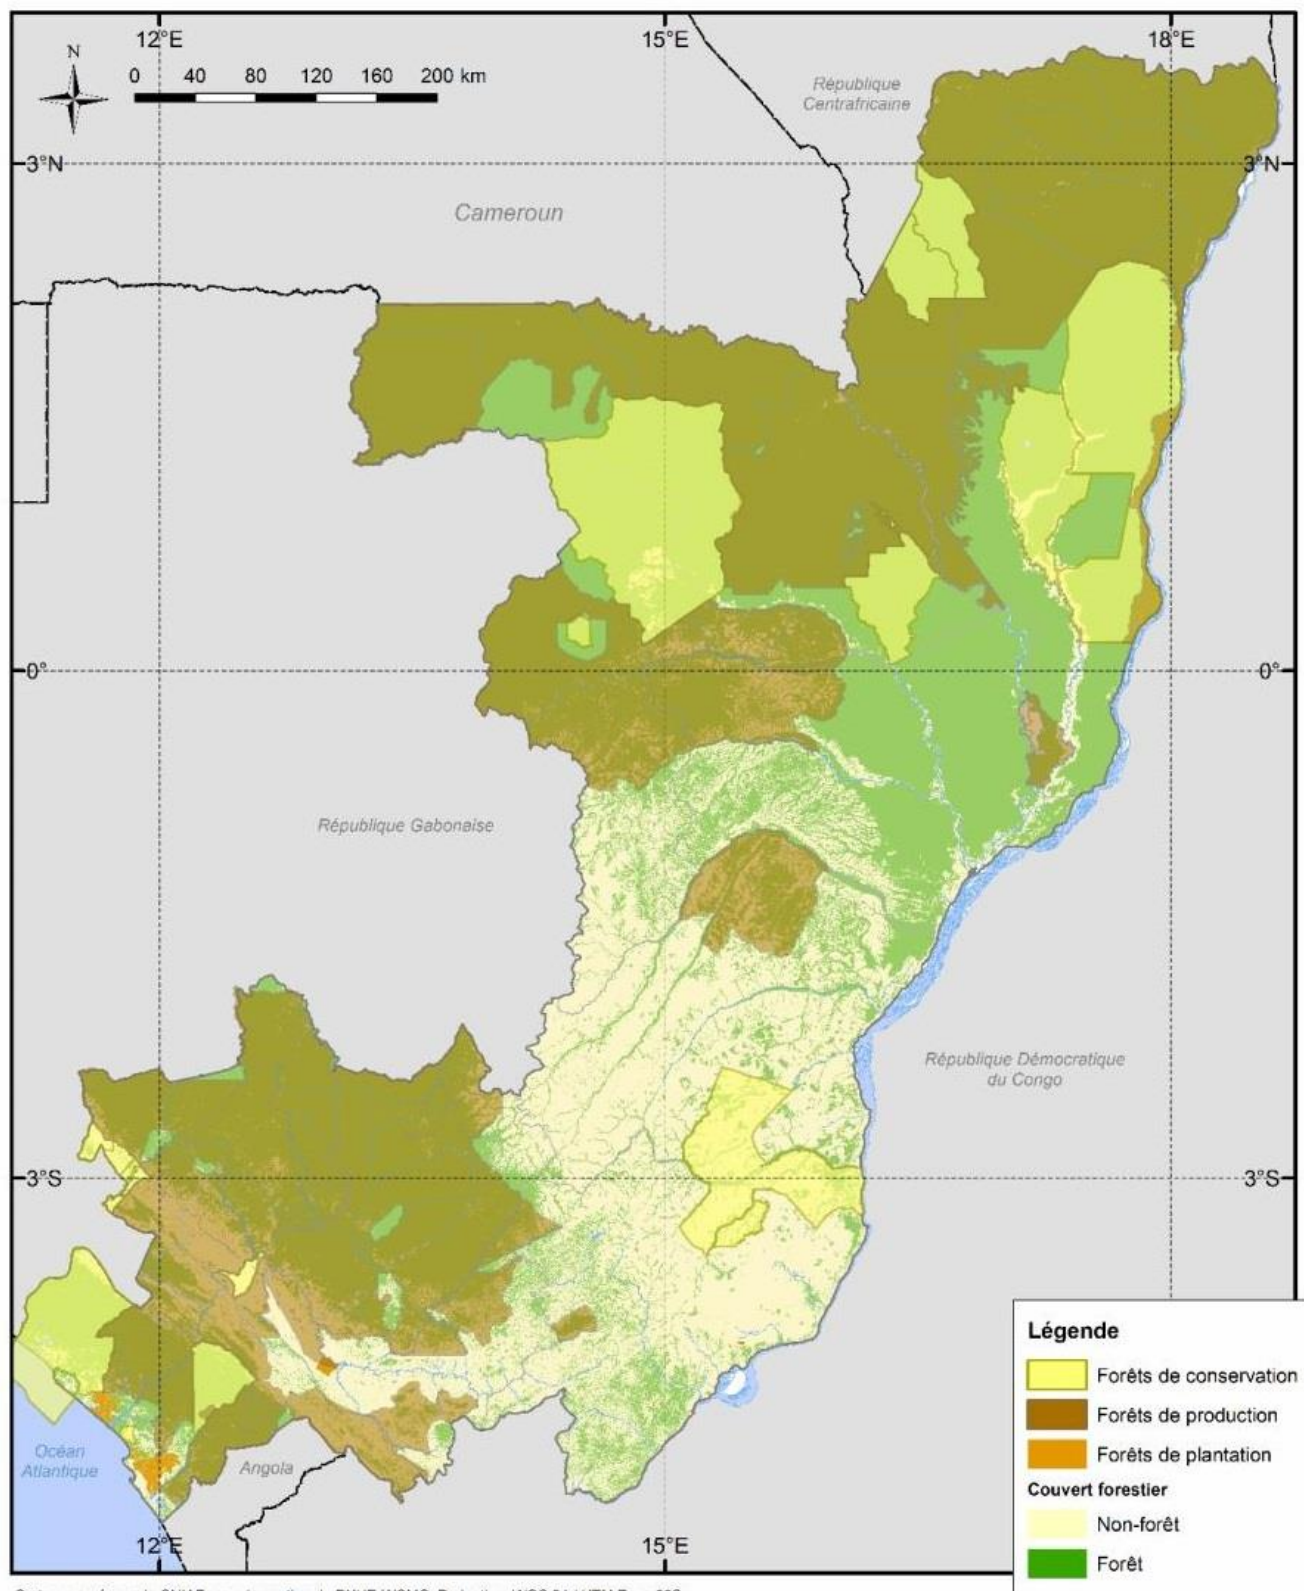 12°E
15°E
18°E
N
0 40 80 120 160 200 km
République
Centrafricaine
3°N
3°N
Cameroun
0°
0°
République Gabonaise
République Démocratique
du Congo
3°S
3°S
Légende
Forêts de conservation
Forêts de production
Forêts de plantation
Couvert forestier
Non-forêt
Forêt
Océan
Atlantique
Angola
12°E
15°E